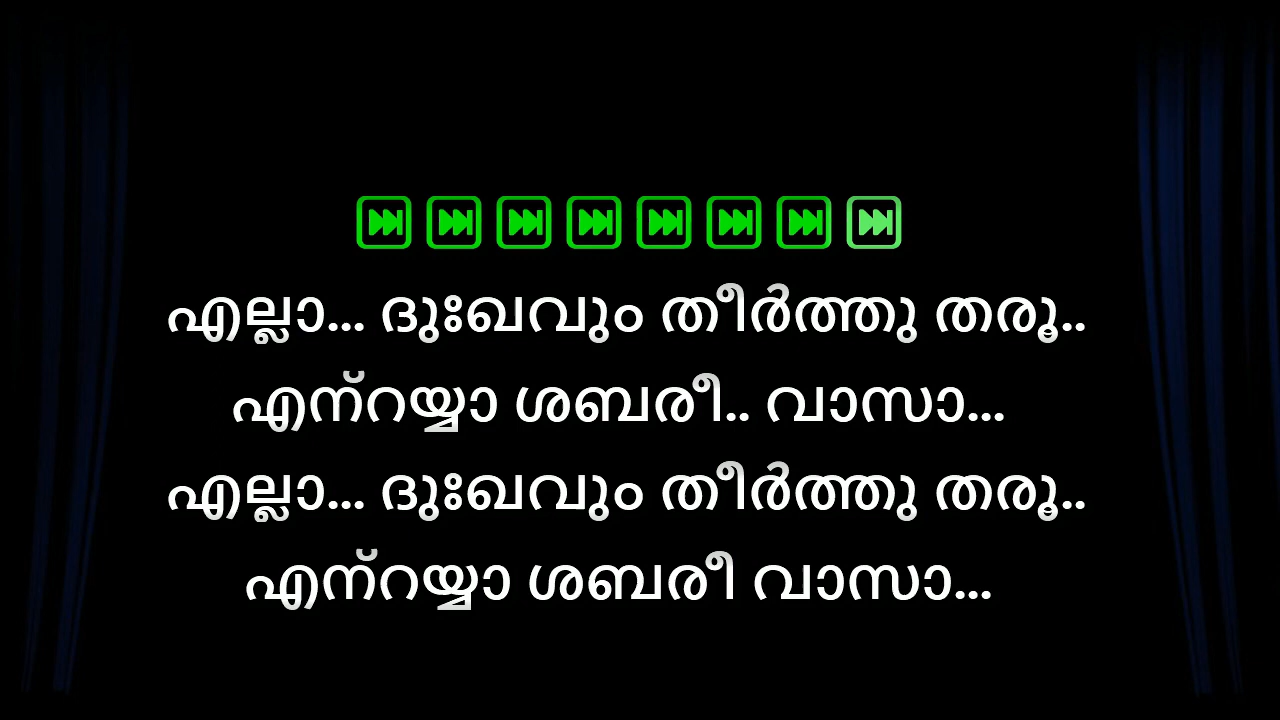 എല്ലാ... ദുഃഖവും തീർത്തു തരൂ..
എന്റയ്യാ ശബരീ.. വാസാ...
എല്ലാ... ദുഃഖവും തീർത്തു തരൂ..
എന്റയ്യാ ശബരീ വാസാ...